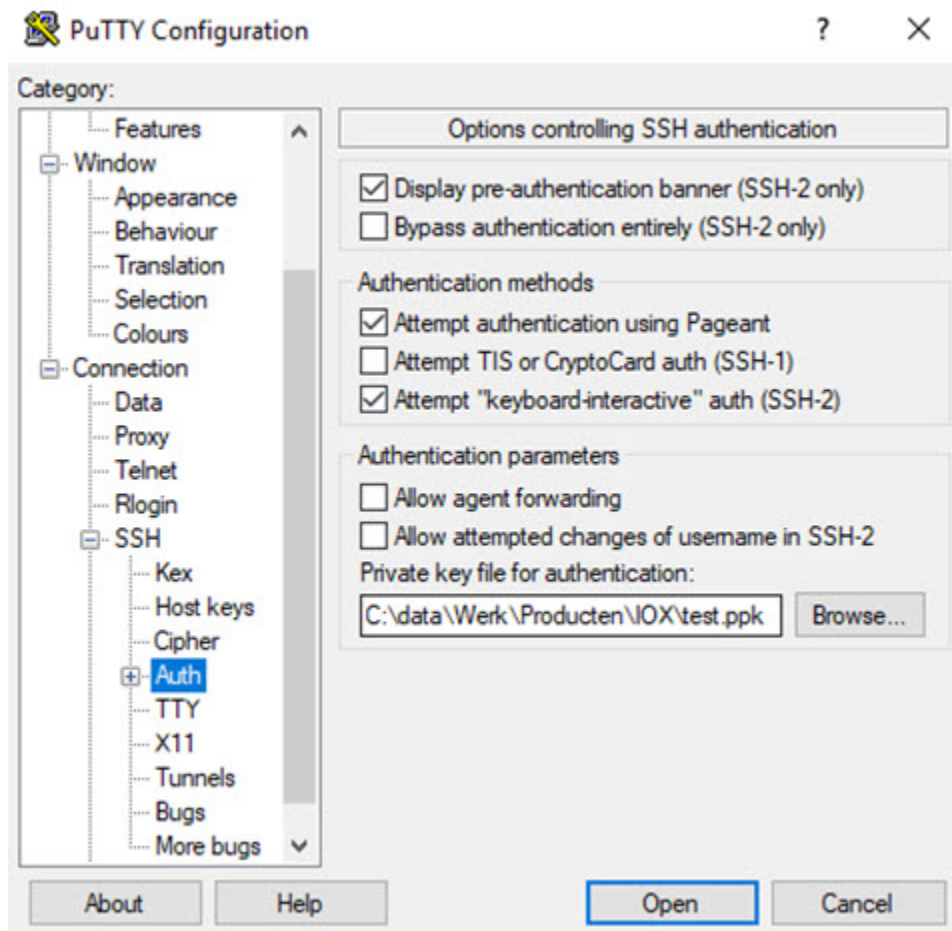 PuTTY Configuration
Category:
Features
Window
Appearance
Behaviour
Translation
Selection
Colours
Connection
Data
Proxy
Telnet
Rlogin
SSH
Kex
Host keys
Cipher
Auth
TTY
X11
Tunnels
Bugs
More bugs
Options controlling SSH authentication
Display pre-authentication banner (SSH-2 only)
Bypass authentication entirely (SSH-2 only)
Authentication methods
Attempt authentication using Pageant
Attempt TIS or CryptoCard auth (SSH-1)
Attempt "keyboard-interactive" auth (SSH-2)
Authentication parameters
Allow agent forwarding
Allow attempted changes of username in SSH-2
Private key file for authentication:
C:\data\Werk\Producten\IOX\test.ppk
Browse...
About
Help
Open
Cancel